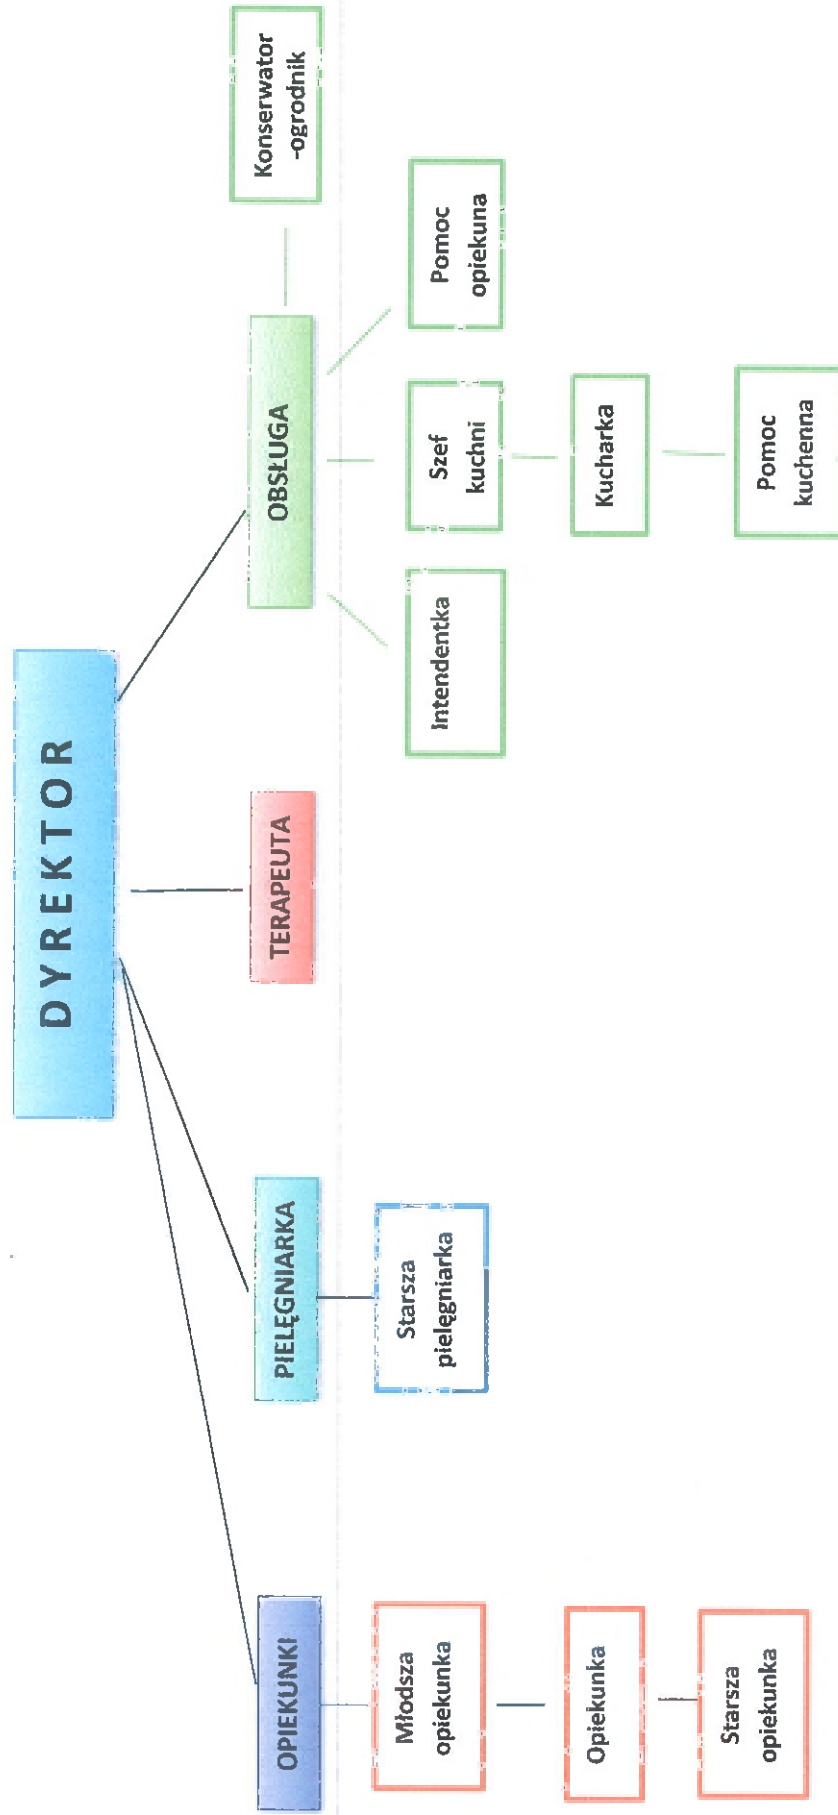 DYREKTOR
OPIEKUNKI
PIELĘGNIARKA
TERAPEUTA
OBSŁUGA
Konserwator
-ogrodnik
Młodsza
opiekunka
Starsza
pielęgniarka
Intendentka
Szef
kuchni
Pomoc
opiekuna
Opiekunka
Kucharka
Starsza
opiekunka
Pomoc
kuchenna